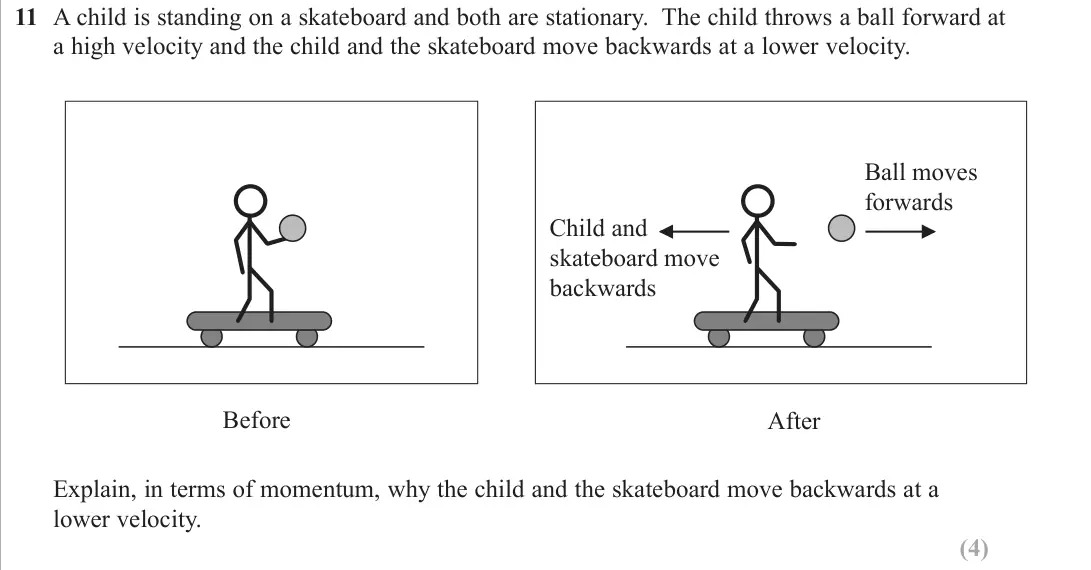 11 A child is standing on a skateboard and both are stationary. The child throws a ball forward at
a high velocity and the child and the skateboard move backwards at a lower velocity.
Ball moves
forwards
Child and
skateboard move
backwards
Before
After
Explain, in terms of momentum, why the child and the skateboard move backwards at a
lower velocity.
(4)